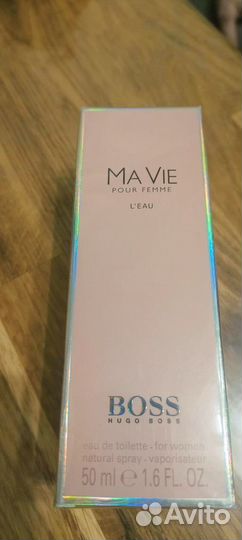 MA VIE
POUR FEMME
L'EAU
BOSS
HUGO BOSS
eau de toilette - for women
natural spray - vaporisateur
50 ml ℮ 1.6 FL. OZ.
Avito